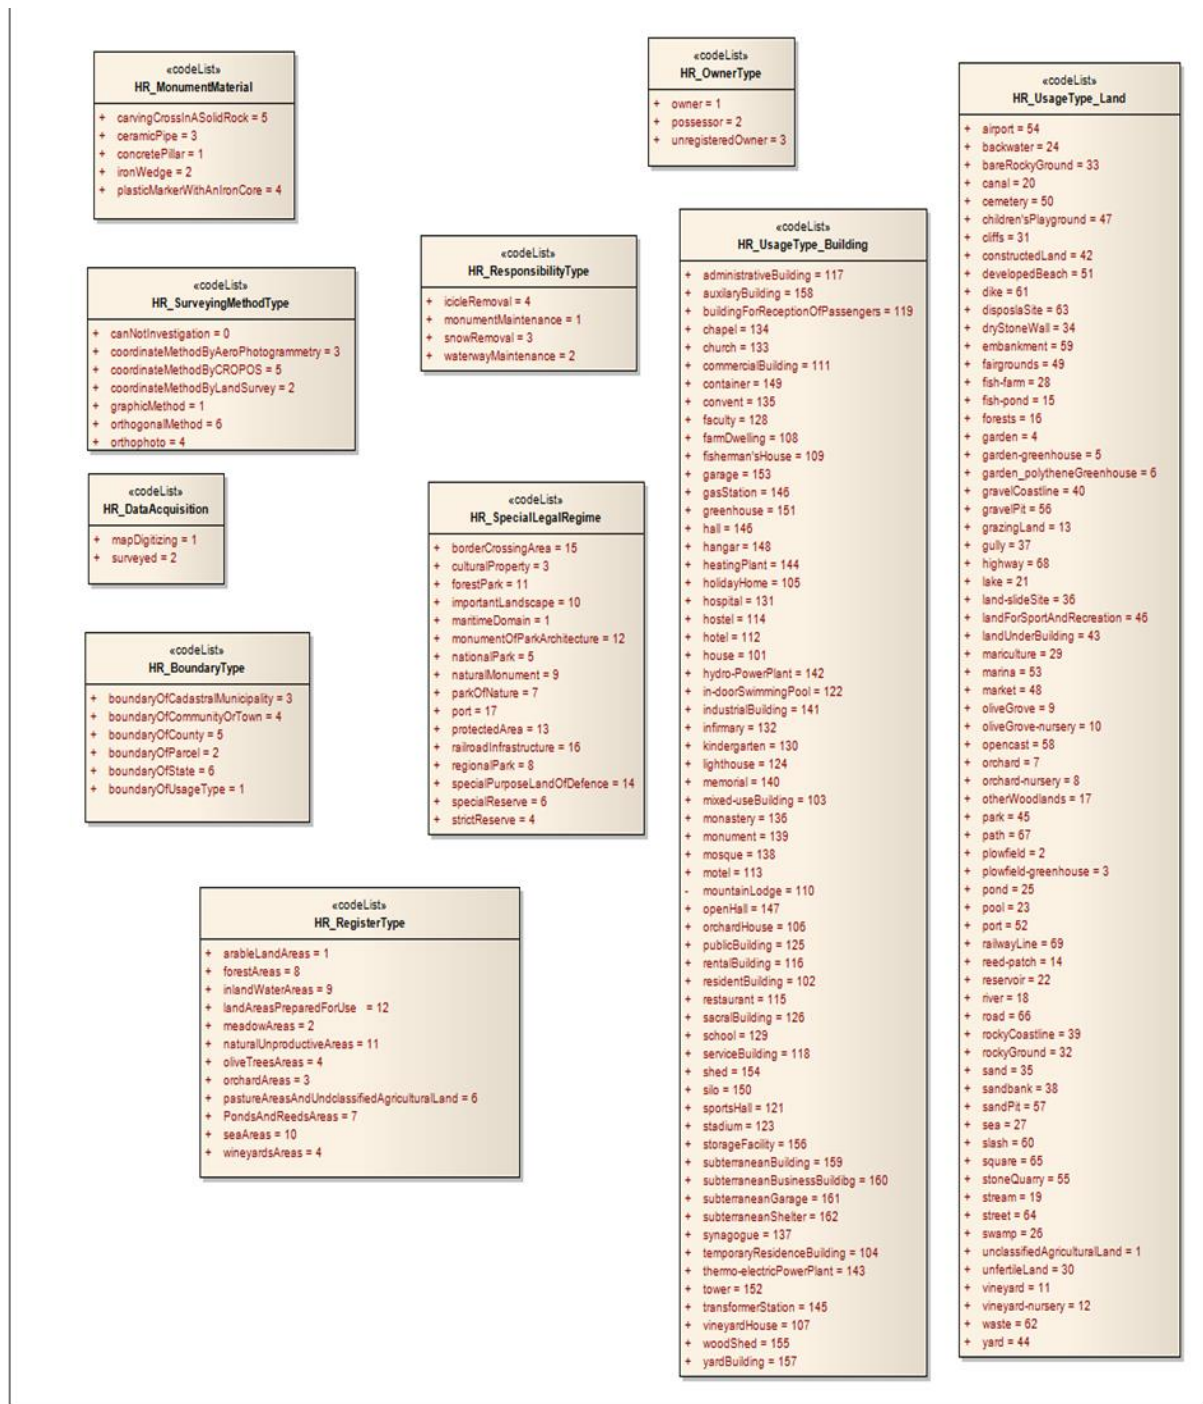 «codeList»
HR_MonumentMaterial
+ carvingCrossInASolidRock = 5
+ ceramicPipe = 3
+ concretePillar = 1
+ ironWedge = 2
+ plasticMarkerWithAnIronCore = 4
«codeList»
HR_OwnerType
+ owner = 1
+ possessor = 2
+ unregisteredOwner = 3
«codeList»
HR_SurveyingMethodType
+ canNotInvestigation = 0
+ coordinateMethodByAeroPhotogrammetry = 3
+ coordinateMethodByCROPOS = 5
+ coordinateMethodByLandSurvey = 2
+ graphicMethod = 1
+ orthogonalMethod = 6
+ orthophoto = 4
«codeList»
HR_ResponsibilityType
+ icicleRemoval = 4
+ monumentMaintenance = 1
+ snowRemoval = 3
+ waterwayMaintenance = 2
«codeList»
HR_DataAcquisition
+ mapDigitizing = 1
+ surveyed = 2
«codeList»
HR_SpecialLegalRegime
+ borderCrossingArea = 15
+ culturalProperty = 3
+ forestPark = 11
+ importantLandscape = 10
+ maritimeDomain = 1
+ monumentOfParkArchitecture = 12
+ nationalPark = 5
+ naturalMonument = 9
+ parkOfNature = 7
+ port = 17
+ protectedArea = 13
+ railroadInfrastructure = 16
+ regionalPark = 8
+ specialPurposeLandOfDefence = 14
+ specialReserve = 6
+ strictReserve = 4
«codeList»
HR_BoundaryType
+ boundaryOfCadastralMunicipality = 3
+ boundaryOfCommunityOrTown = 4
+ boundaryOfCounty = 5
+ boundaryOfParcel = 2
+ boundaryOfState = 6
+ boundaryOfUsageType = 1
«codeList»
HR_RegisterType
+ arableLandAreas = 1
+ forestAreas = 8
+ inlandWaterAreas = 9
+ landAreasPreparedForUse = 12
+ meadowAreas = 2
+ naturalUnproductiveAreas = 11
+ oliveTreesAreas = 4
+ orchardAreas = 3
+ pastureAreasAndUndclassifiedAgriculturalLand = 6
+ PondsAndReedsAreas = 7
+ seaAreas = 10
+ wineyardsAreas = 4
«codeList»
HR_UsageType_Building
+ administrativeBuilding = 117
+ auxilaryBuilding = 158
+ buildingForReceptionOfPassengers = 119
+ chapel = 134
+ church = 133
+ commercialBuilding = 111
+ container = 149
+ convent = 135
+ faculty = 128
+ farmDwelling = 108
+ fisherman'sHouse = 109
+ garage = 153
+ gasStation = 146
+ greenhouse = 151
+ hall = 146
+ hangar = 148
+ heatingPlant = 144
+ holidayHome = 105
+ hospital = 131
+ hostel = 114
+ hotel = 112
+ house = 101
+ hydro-PowerPlant = 142
+ in-doorSwimmingPool = 122
+ industrialBuilding = 141
+ infirmary = 132
+ kindergarten = 130
+ lighthouse = 124
+ memorial = 140
+ mixed-useBuilding = 103
+ monastery = 136
+ monument = 139
+ mosque = 138
+ motel = 113
- mountainLodge = 110
+ openHall = 147
+ orchardHouse = 106
+ publicBuilding = 125
+ rentalBuilding = 116
+ residentBuilding = 102
+ restaurant = 115
+ sacralBuilding = 126
+ school = 129
+ serviceBuilding = 118
+ shed = 154
+ silo = 150
+ sportsHall = 121
+ stadium = 123
+ storageFacility = 156
+ subterraneanBuilding = 159
+ subterraneanBusinessBuildibg = 160
+ subterraneanGarage = 161
+ subterraneanShelter = 162
+ synagogue = 137
+ temporaryResidenceBuilding = 104
+ thermo-electricPowerPlant = 143
+ tower = 152
+ transformerStation = 145
+ vineyardHouse = 107
+ woodShed = 155
+ yardBuilding = 157
«codeList»
HR_UsageType_Land
+ airport = 54
+ backwater = 24
+ bareRockyGround = 33
+ canal = 20
+ cemetery = 50
+ children'sPlayground = 47
+ cliffs = 31
+ constructedLand = 42
+ developedBeach = 51
+ dike = 61
+ disposlaSite = 63
+ dryStoneWall = 34
+ embankment = 59
+ fairgrounds = 49
+ fish-farm = 28
+ fish-pond = 15
+ forests = 16
+ garden = 4
+ garden-greenhouse = 5
+ garden_polytheneGreenhouse = 6
+ gravelCoastline = 40
+ gravelPit = 56
+ grazingLand = 13
+ gully = 37
+ highway = 68
+ lake = 21
+ land-slideSite = 36
+ landForSportAndRecreation = 46
+ landUnderBuilding = 43
+ mariculture = 29
+ marina = 53
+ market = 48
+ oliveGrove = 9
+ oliveGrove-nursery = 10
+ opencast = 58
+ orchard = 7
+ orchard-nursery = 8
+ otherWoodlands = 17
+ park = 45
+ path = 67
+ plowfield = 2
+ plowfield-greenhouse = 3
+ pond = 25
+ pool = 23
+ port = 52
+ railwayLine = 69
+ reed-patch = 14
+ reservoir = 22
+ river = 18
+ road = 66
+ rockyCoastline = 39
+ rockyGround = 32
+ sand = 35
+ sandbank = 38
+ sandPit = 57
+ sea = 27
+ slash = 60
+ square = 65
+ stoneQuarry = 55
+ stream = 19
+ street = 64
+ swamp = 26
+ unclassifiedAgriculturalLand = 1
+ unfertileLand = 30
+ vineyard = 11
+ vineyard-nursery = 12
+ waste = 62
+ yard = 44